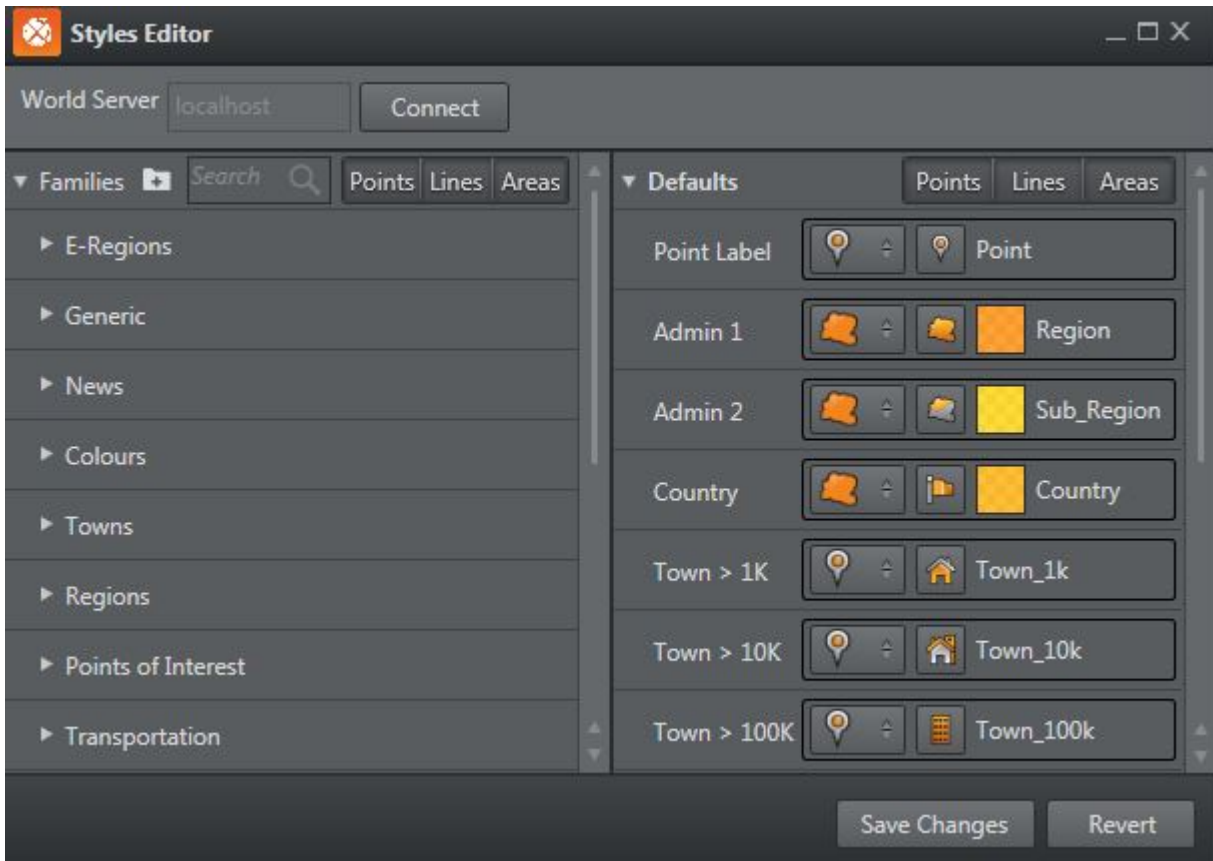 Styles Editor
World Server localhost Connect
Families Search Points Lines Areas
E-Regions
Generic
News
Colours
Towns
Regions
Points of Interest
Transportation
Defaults Points Lines Areas
Point Label Point
Admin 1 Region
Admin 2 Sub_Region
Country Country
Town > 1K Town_1k
Town > 10K Town_10k
Town > 100K Town_100k
Save Changes Revert